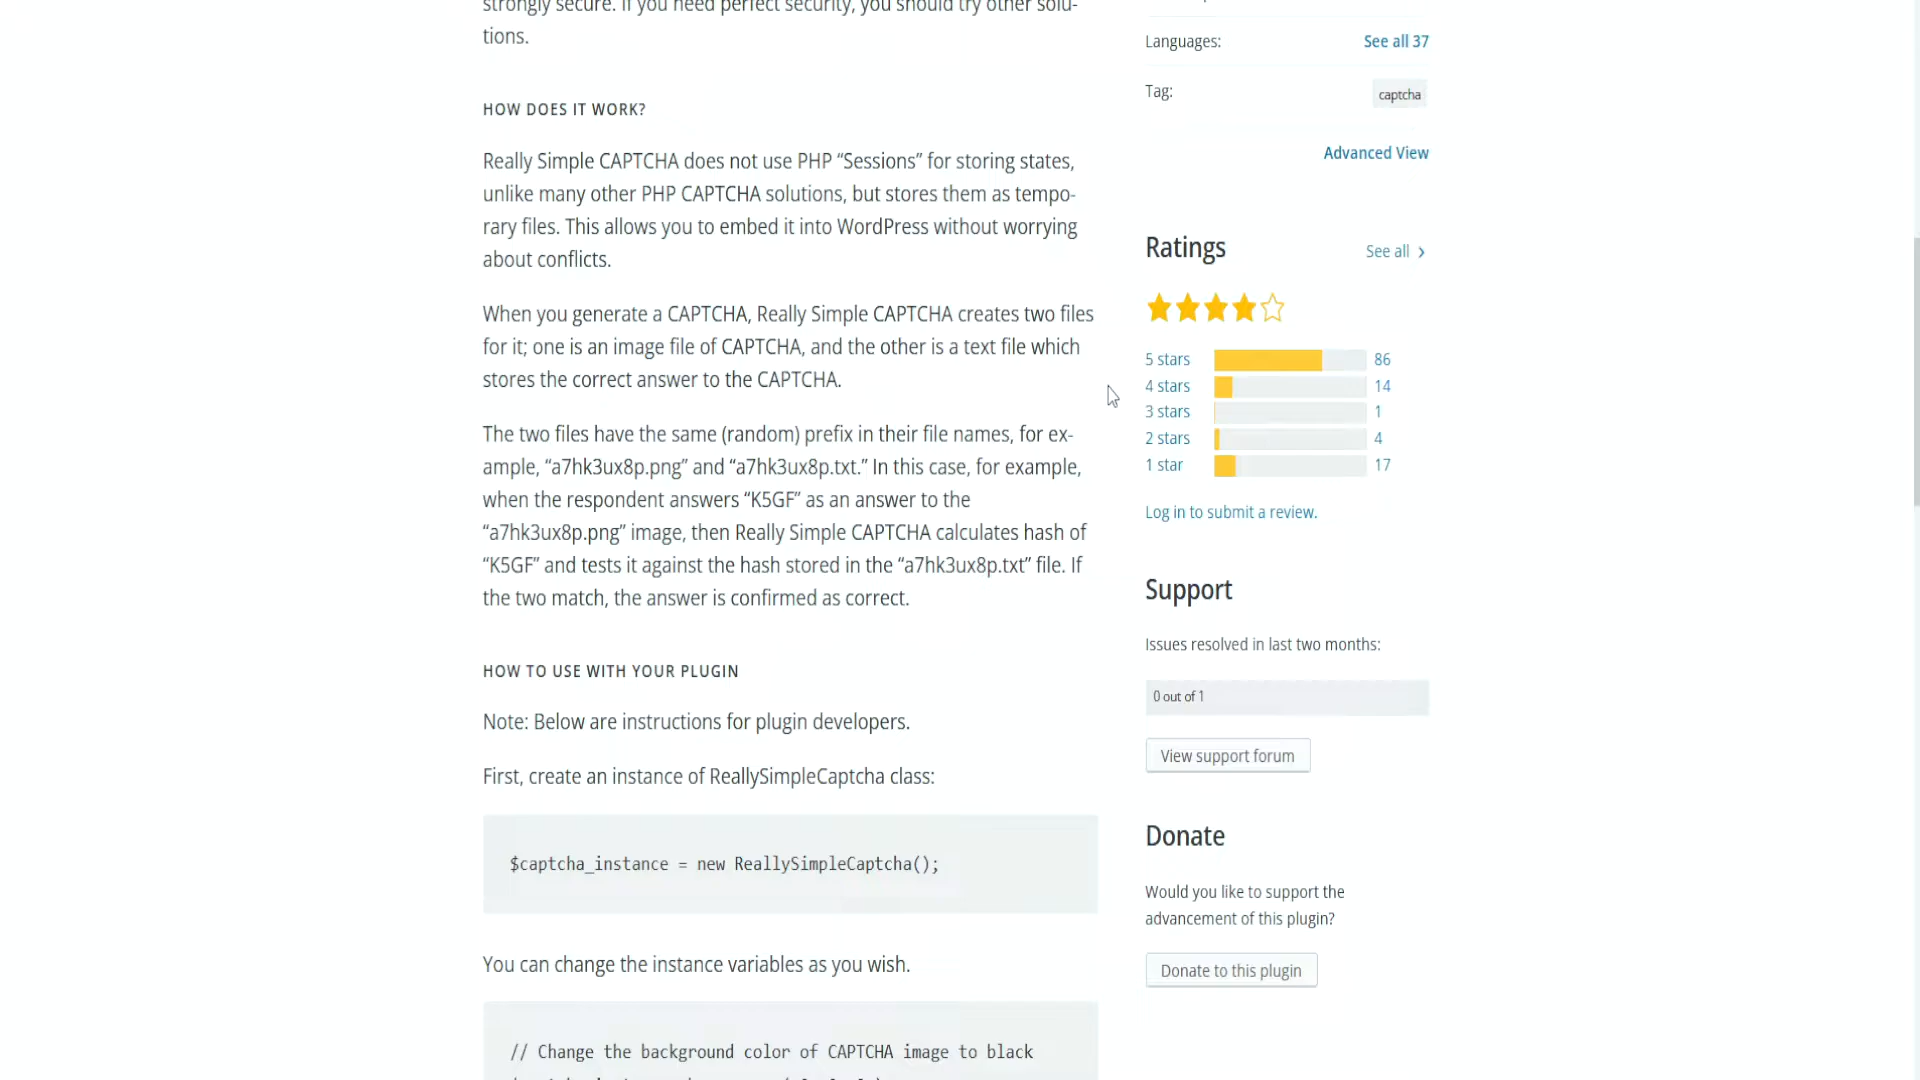 strongly secure. If you need perfect security, you should try other solu-
tions.
HOW DOES IT WORK?
Really Simple CAPTCHA does not use PHP “Sessions” for storing states,
unlike many other PHP CAPTCHA solutions, but stores them as tempo-
rary files. This allows you to embed it into WordPress without worrying
about conflicts.
When you generate a CAPTCHA, Really Simple CAPTCHA creates two files
for it; one is an image file of CAPTCHA, and the other is a text file which
stores the correct answer to the CAPTCHA.
The two files have the same (random) prefix in their file names, for ex-
ample, “a7hk3ux8p.png” and “a7hk3ux8p.txt.” In this case, for example,
when the respondent answers “K5GF” as an answer to the
“a7hk3ux8p.png” image, then Really Simple CAPTCHA calculates hash of
“K5GF” and tests it against the hash stored in the “a7hk3ux8p.txt” file. If
the two match, the answer is confirmed as correct.
HOW TO USE WITH YOUR PLUGIN
Note: Below are instructions for plugin developers.
First, create an instance of ReallySimpleCaptcha class:
$captcha_instance = new ReallySimpleCaptcha();
You can change the instance variables as you wish.
// Change the background color of CAPTCHA image to black
Languages: See all 37
Tag: captcha
Advanced View
Ratings See all
5 stars 86
4 stars 14
3 stars 1
2 stars 4
1 star 17
Log in to submit a review.
Support
Issues resolved in last two months:
0 out of 1
View support forum
Donate
Would you like to support the
advancement of this plugin?
Donate to this plugin